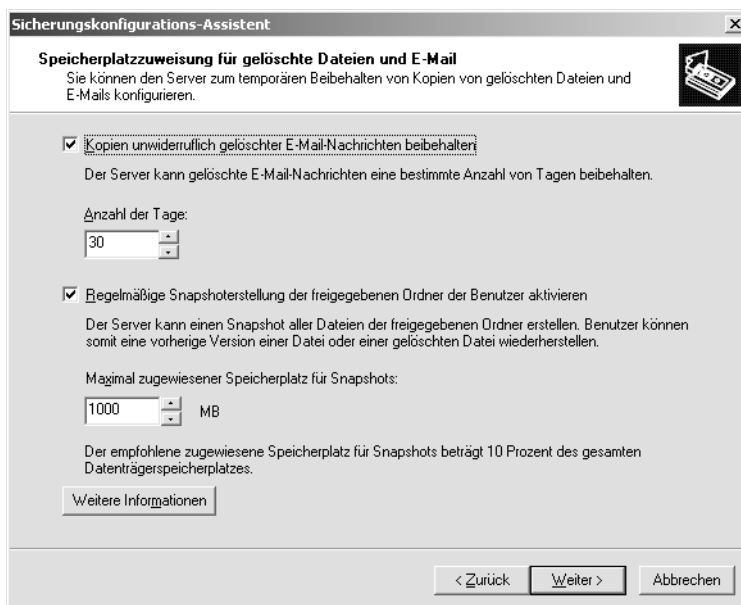 Sicherungskonfigurations-Assistent
Speicherplatzzuweisung für gelöschte Dateien und E-Mail
Sie können den Server zum temporären Beibehalten von Kopien von gelöschten Dateien und
E-Mails konfigurieren.
Kopien unwiderruflich gelöschter E-Mail-Nachrichten beibehalten
Der Server kann gelöschte E-Mail-Nachrichten eine bestimmte Anzahl von Tagen beibehalten.
Anzahl der Tage:
30
Regelmäßige Snapshoterstellung der freigegebenen Ordner der Benutzer aktivieren
Der Server kann einen Snapshot aller Dateien der freigegebenen Ordner erstellen. Benutzer können
somit eine vorherige Version einer Datei oder einer gelöschten Datei wiederherstellen.
Maximal zugewiesener Speicherplatz für Snapshots:
1000 MB
Der empfohlene zugewiesene Speicherplatz für Snapshots beträgt 10 Prozent des gesamten
Datenträgerspeicherplatzes.
Weitere Informationen
< Zurück Weiter > Abbrechen